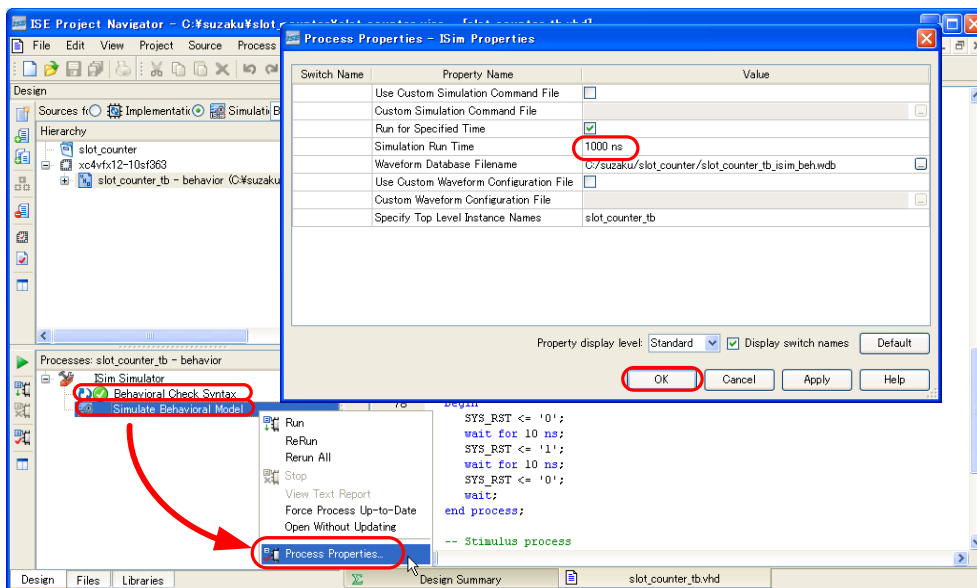 ISE Project Navigator - C:¥suzaku¥slot_counter¥slot_counter.xise - [slot_counter_tb.vhd]
File Edit View Project Source Process
Design
Sources f Implementatic Simulati B
Hierarchy
slot_counter
xc4vfx12-10sf363
slot_counter_tb - behavior (C:¥suzaku
Process Properties - ISim Properties
Switch Name Property Name Value
Use Custom Simulation Command File
Custom Simulation Command File
Run for Specified Time
Simulation Run Time 1000 ns
Waveform Database Filename C:/suzaku/slot_counter/slot_counter_tb_isim_beh.wdb
Use Custom Waveform Configuration File
Custom Waveform Configuration File
Specify Top Level Instance Names slot_counter_tb
Property display level: Standard Display switch names Default
OK Cancel Apply Help
Processes: slot_counter_tb - behavior
ISim Simulator
Behavioral Check Syntax
Simulate Behavioral Model
Run
ReRun
Rerun All
Stop
View Text Report
Force Process Up-to-Date
Open Without Updating
Process Properties...
78 begin
SYS_RST <= '0';
wait for 10 ns;
SYS_RST <= '1';
wait for 10 ns;
SYS_RST <= '0';
wait;
end process;
-- Stimulus process
Design Files Libraries
Design Summary slot_counter_tb.vhd